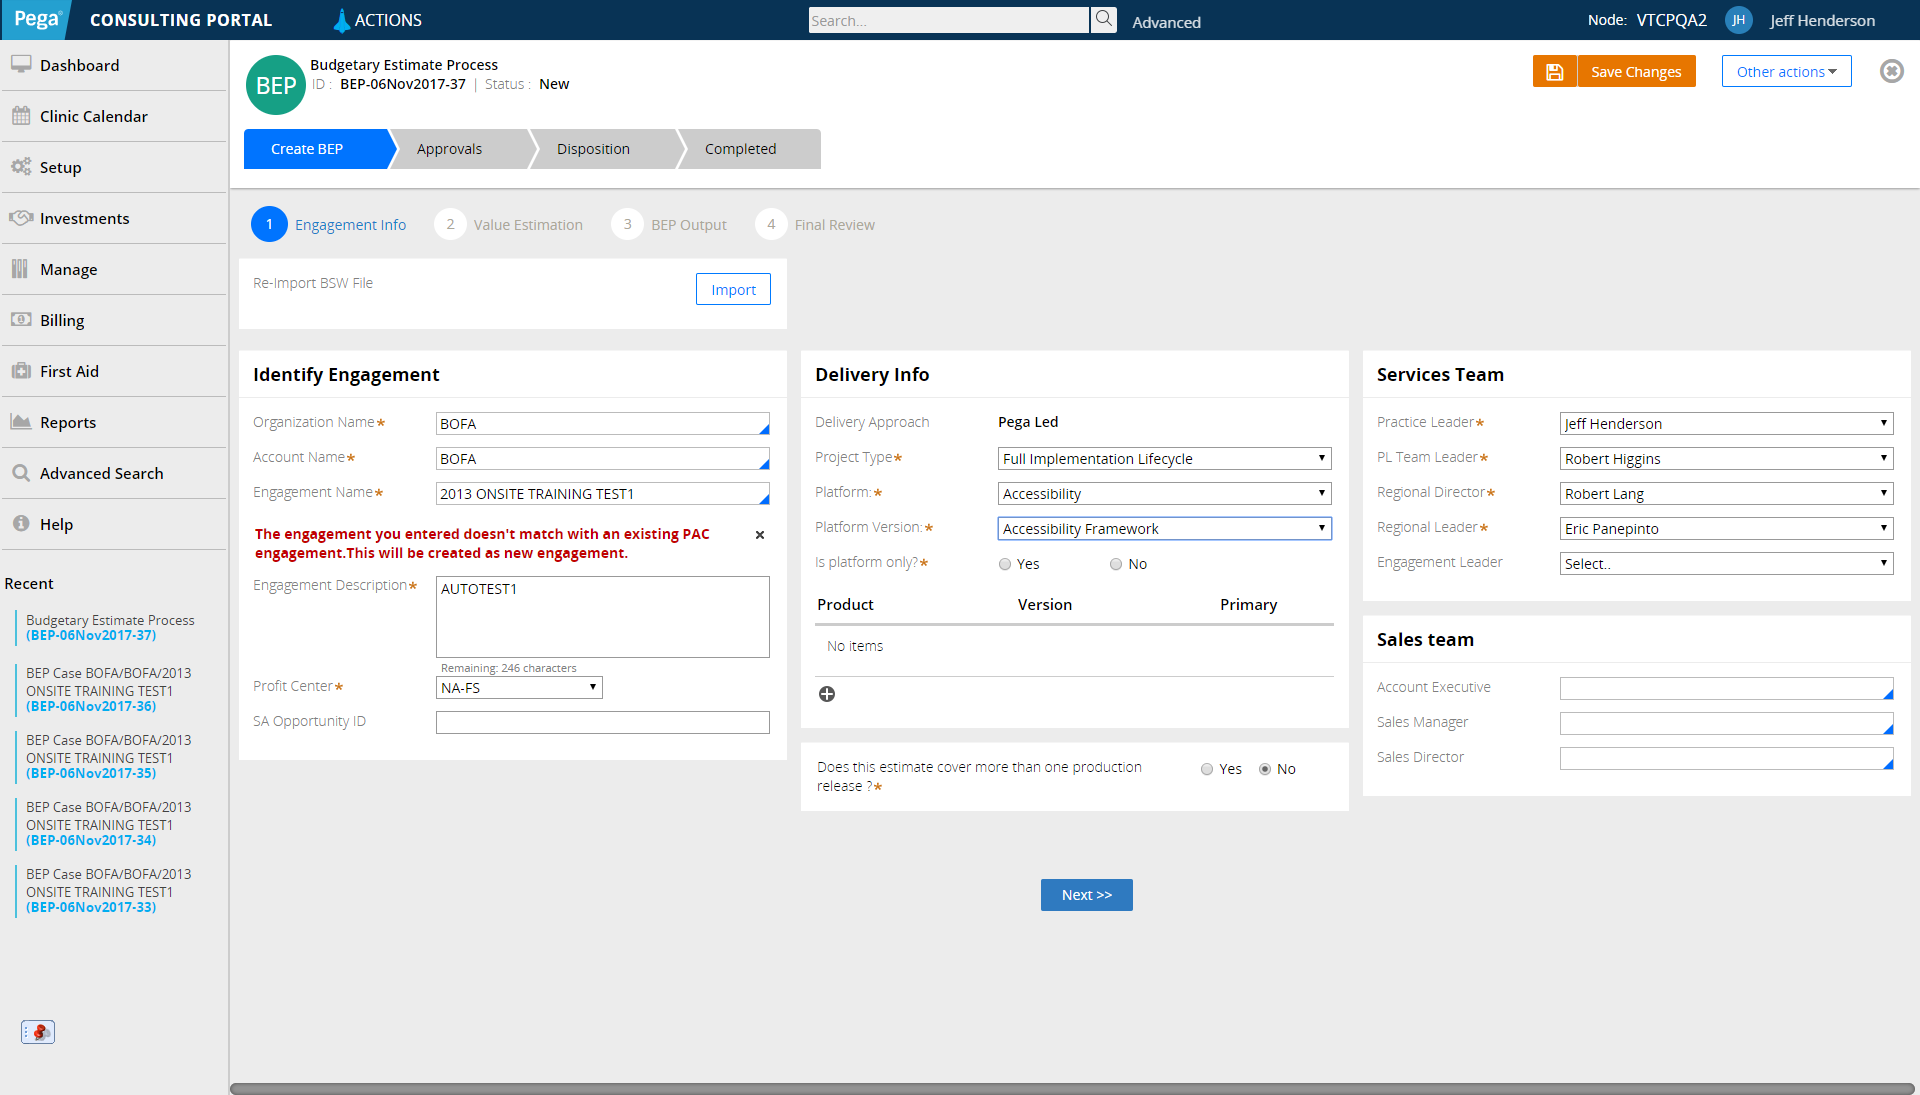 Pega CONSULTING PORTAL ACTIONS Search... Advanced Node: VTCPQA2 JH Jeff Henderson
Dashboard
Clinic Calendar
Setup
Investments
Manage
Billing
First Aid
Reports
Advanced Search
Help
Recent
Budgetary Estimate Process
(BEP-06Nov2017-37)
BEP Case BOFA/BOFA/2013
ONSITE TRAINING TEST1
(BEP-06Nov2017-36)
BEP Case BOFA/BOFA/2013
ONSITE TRAINING TEST1
(BEP-06Nov2017-35)
BEP Case BOFA/BOFA/2013
ONSITE TRAINING TEST1
(BEP-06Nov2017-34)
BEP Case BOFA/BOFA/2013
ONSITE TRAINING TEST1
(BEP-06Nov2017-33)
BEP
Budgetary Estimate Process
ID : BEP-06Nov2017-37 | Status : New
Save Changes
Other actions
Create BEP Approvals Disposition Completed
1 Engagement Info 2 Value Estimation 3 BEP Output 4 Final Review
Re-Import BSW File Import
Identify Engagement
Organization Name* BOFA
Account Name* BOFA
Engagement Name* 2013 ONSITE TRAINING TEST1
The engagement you entered doesn't match with an existing PAC ×
engagement.This will be created as new engagement.
Engagement Description* AUTOTEST1
Remaining: 246 characters
Profit Center* NA-FS
SA Opportunity ID
Delivery Info
Delivery Approach Pega Led
Project Type* Full Implementation Lifecycle
Platform:* Accessibility
Platform Version:* Accessibility Framework
Is platform only?* Yes No
Product Version Primary
No items
Does this estimate cover more than one production
release ?* Yes No
Services Team
Practice Leader* Jeff Henderson
PL Team Leader* Robert Higgins
Regional Director* Robert Lang
Regional Leader* Eric Panepinto
Engagement Leader Select..
Sales team
Account Executive
Sales Manager
Sales Director
Next >>